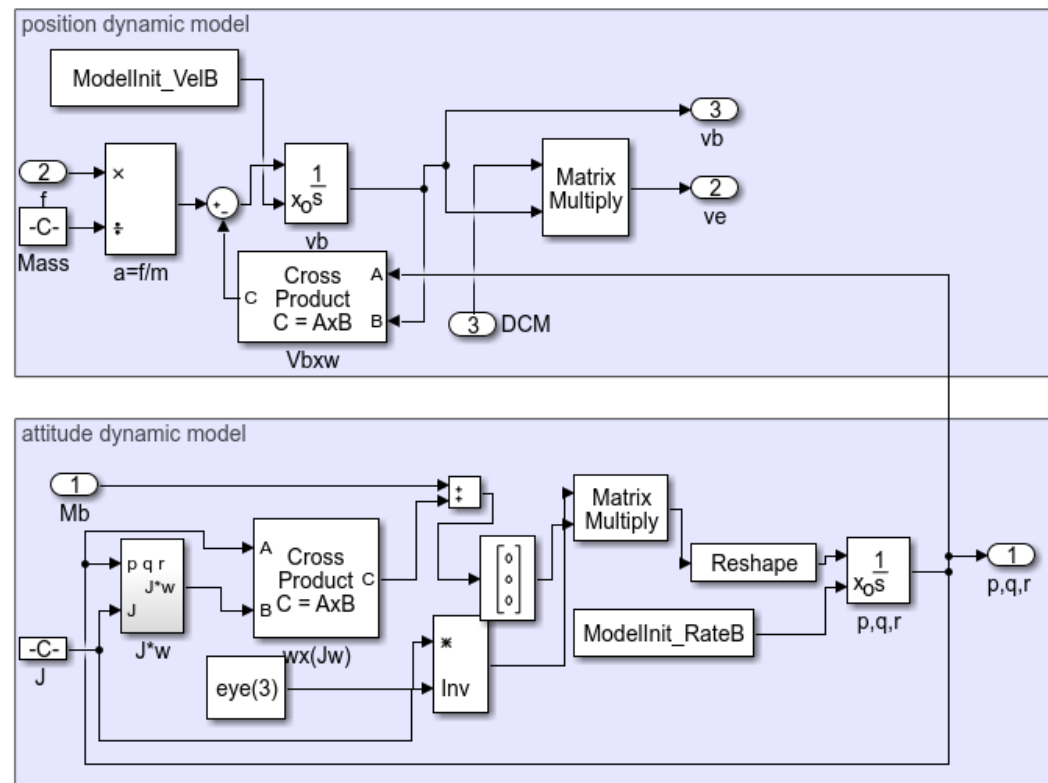 position dynamic model
ModelInit_VelB
2
f
×
÷
a=f/m
-C-
Mass
+
-
1
s
xo
vb
Cross
Product
C = AxB
A
B
C
Vbxw
Matrix
Multiply
3
vb
2
ve
3
DCM
attitude dynamic model
1
Mb
p q r
J*w
J
J*w
-C-
J
A
B
Cross
Product
C = AxB
C
wx(Jw)
eye(3)
+
+
*
Inv
Matrix
Multiply
Reshape
ModelInit_RateB
1
s
xo
p,q,r
1
p,q,r